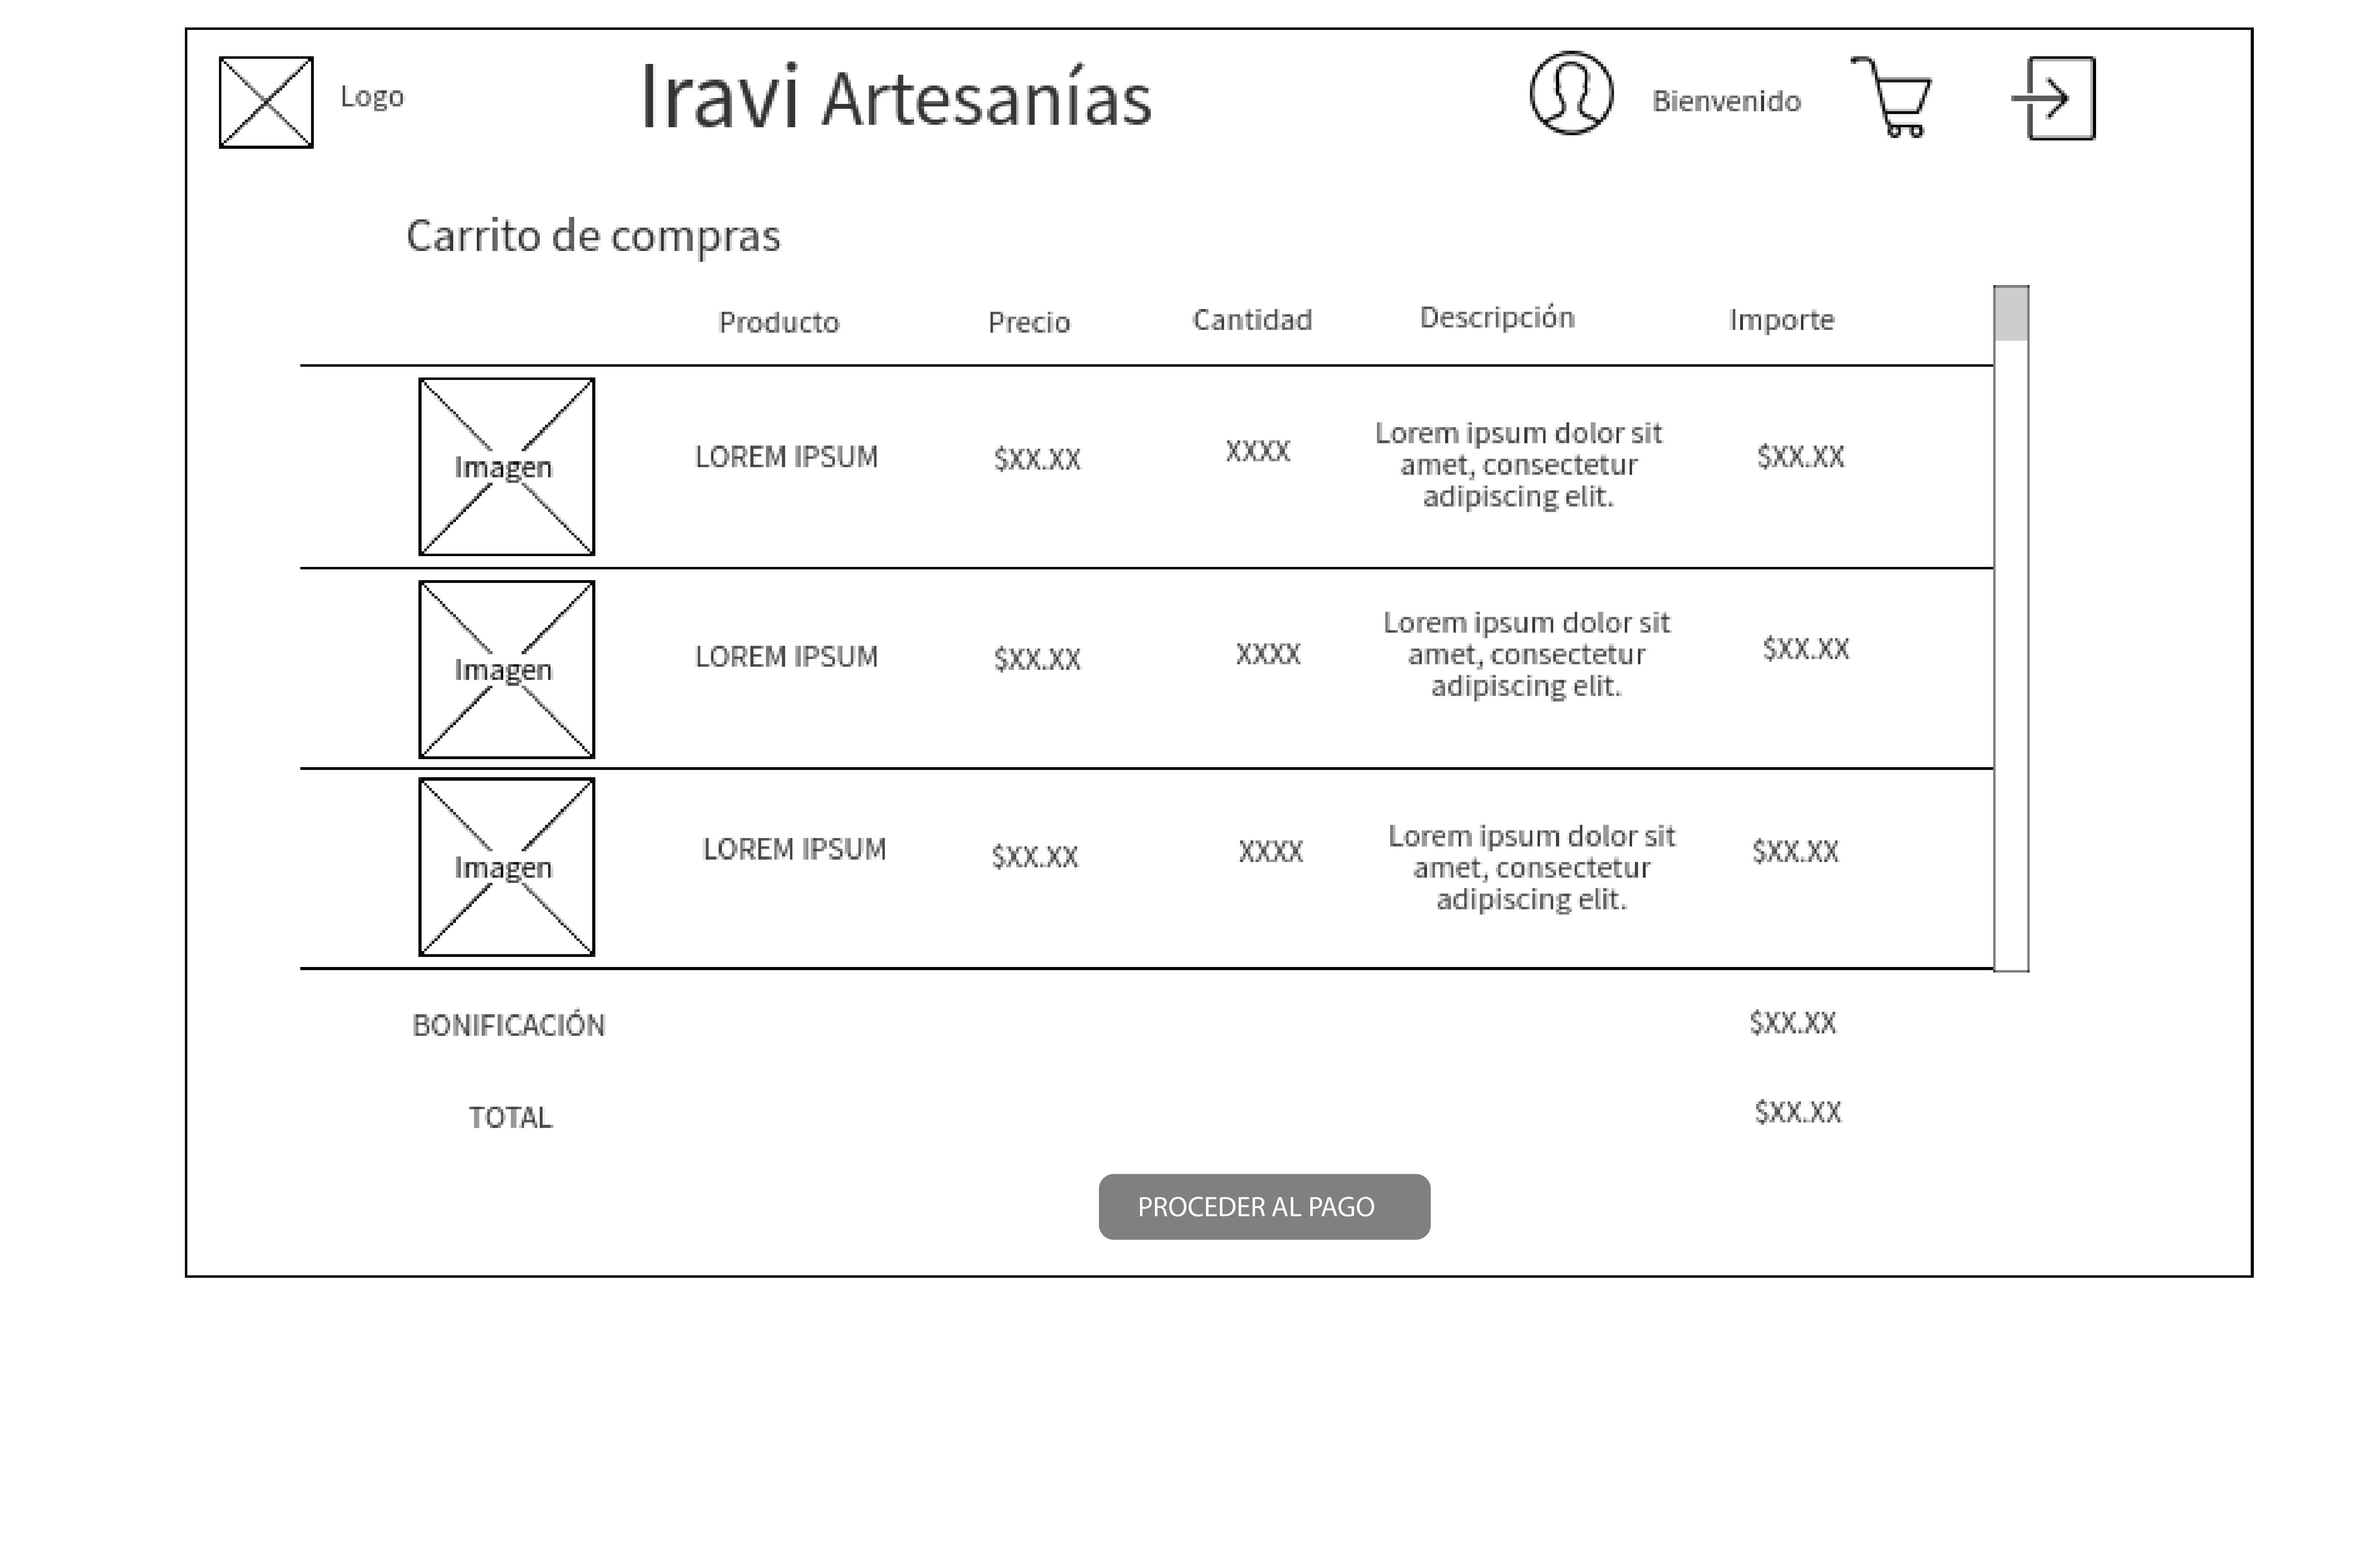 Logo
Iravi Artesanías
Bienvenido
Carrito de compras
Producto Precio Cantidad Descripción Importe
Imagen
LOREM IPSUM
$XX.XX
XXXX
Lorem ipsum dolor sit
amet, consectetur
adipiscing elit.
$XX.XX
Imagen
LOREM IPSUM
$XX.XX
XXXX
Lorem ipsum dolor sit
amet, consectetur
adipiscing elit.
$XX.XX
Imagen
LOREM IPSUM
$XX.XX
XXXX
Lorem ipsum dolor sit
amet, consectetur
adipiscing elit.
$XX.XX
BONIFICACIÓN $XX.XX
TOTAL $XX.XX
PROCEDER AL PAGO